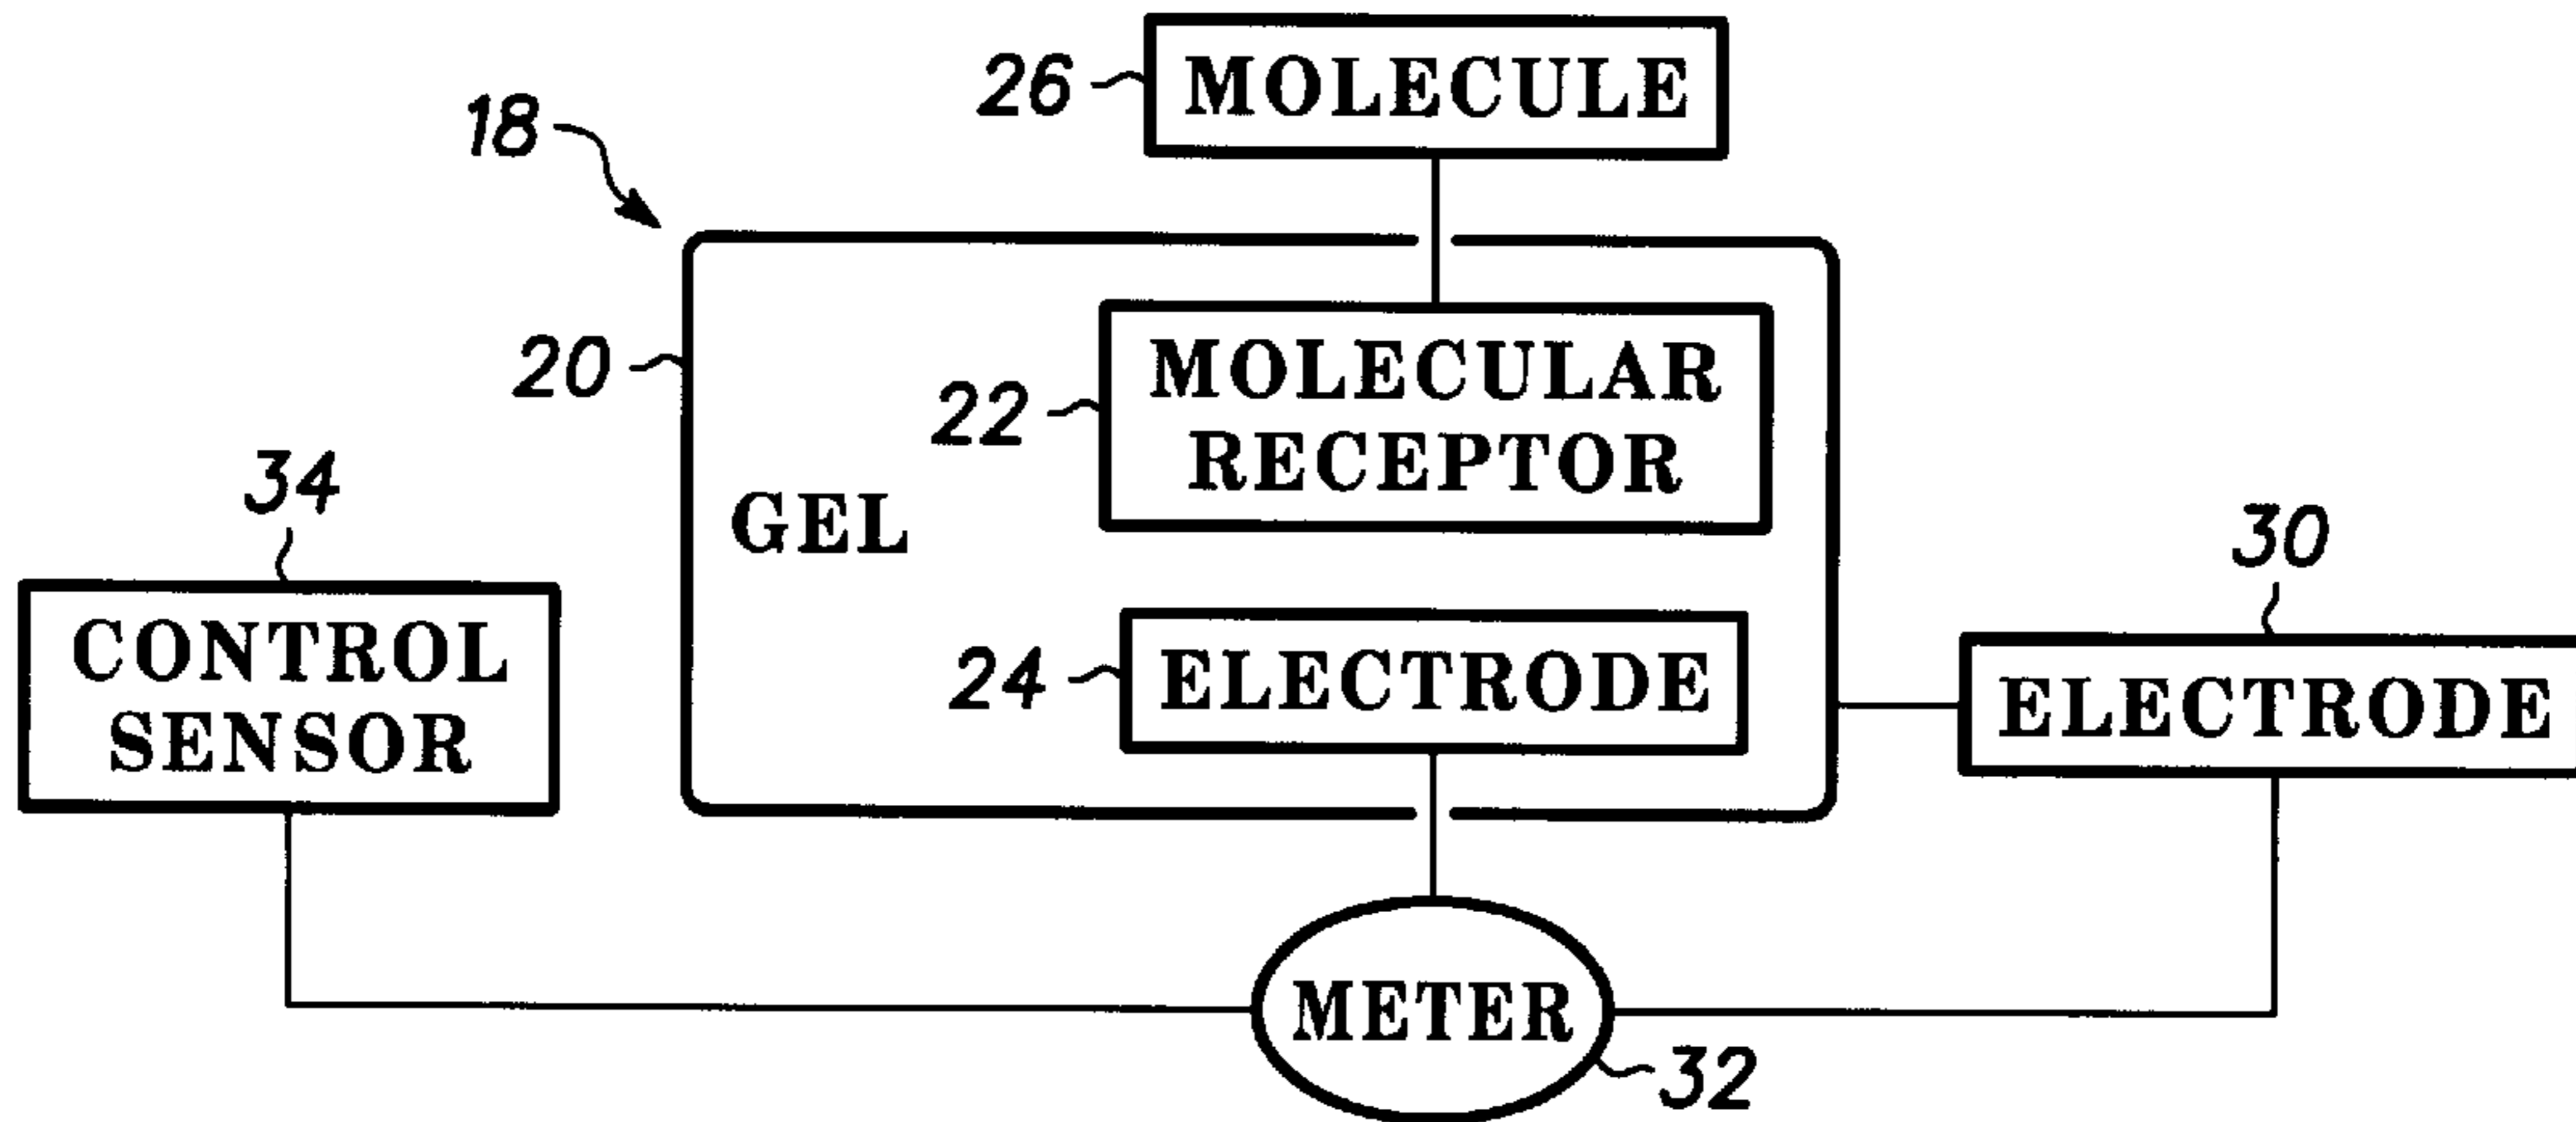 26
MOLECULE
18
20
22
MOLECULAR
RECEPTOR
GEL
34
CONTROL
SENSOR
24
ELECTRODE
30
ELECTRODE
METER
32